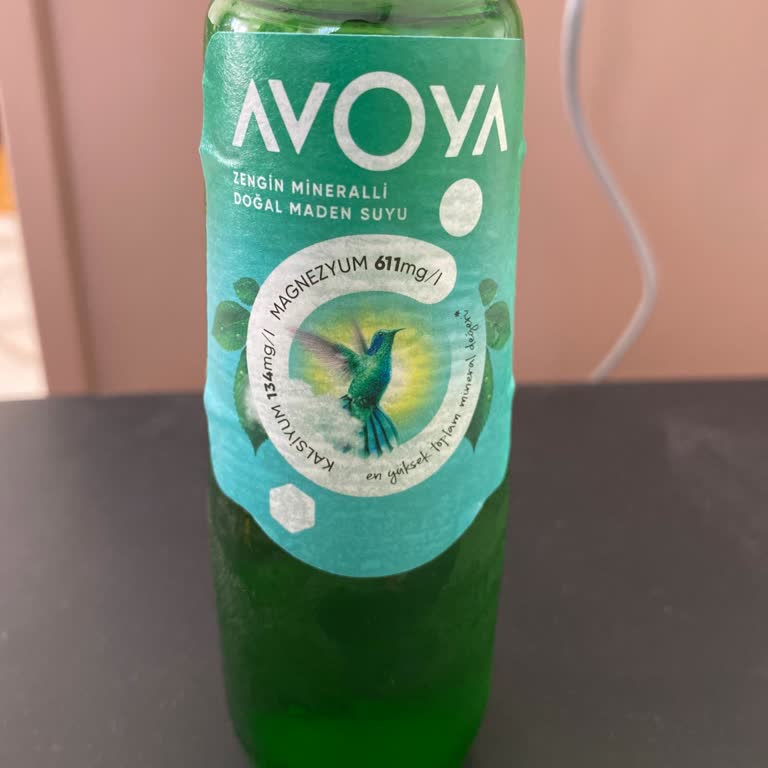 AVOYA
ZENGİN MİNERALLİ
DOĞAL MADEN SUYU
KALSİYUM 134mg/l MAGNEZYUM 611mg/l
en yüksek toplam mineral değeri*